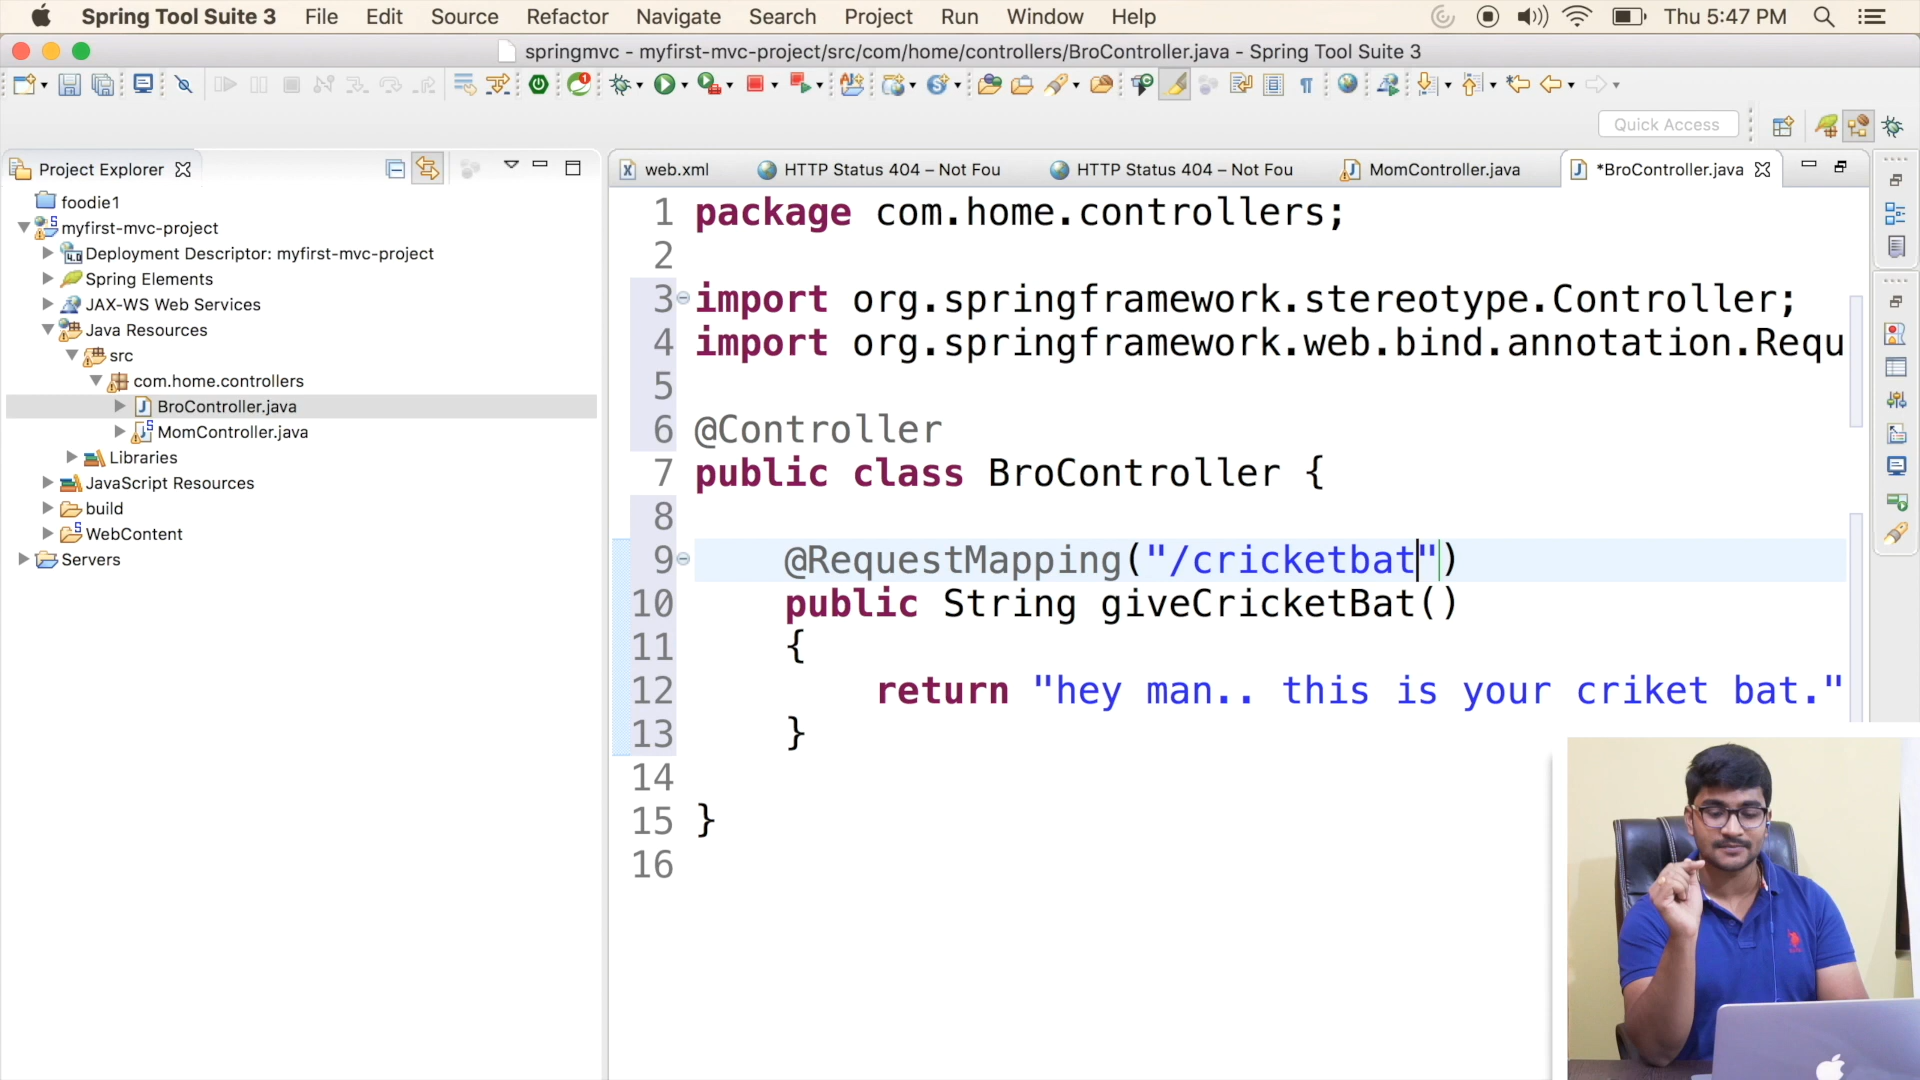 Spring Tool Suite 3 File Edit Source Refactor Navigate Search Project Run Window Help Thu 5:47 PM
springmvc - myfirst-mvc-project/src/com/home/controllers/BroController.java - Spring Tool Suite 3
Quick Access
Project Explorer
web.xml HTTP Status 404 – Not Fou HTTP Status 404 – Not Fou MomController.java *BroController.java
foodie1
myfirst-mvc-project
Deployment Descriptor: myfirst-mvc-project
Spring Elements
JAX-WS Web Services
Java Resources
src
com.home.controllers
BroController.java
MomController.java
Libraries
JavaScript Resources
build
WebContent
Servers
1 package com.home.controllers;
2
3 import org.springframework.stereotype.Controller;
4 import org.springframework.web.bind.annotation.Requ
5
6 @Controller
7 public class BroController {
8
9 @RequestMapping("/cricketbat")
10 public String giveCricketBat()
11 {
12 return "hey man.. this is your criket bat."
13 }
14
15 }
16